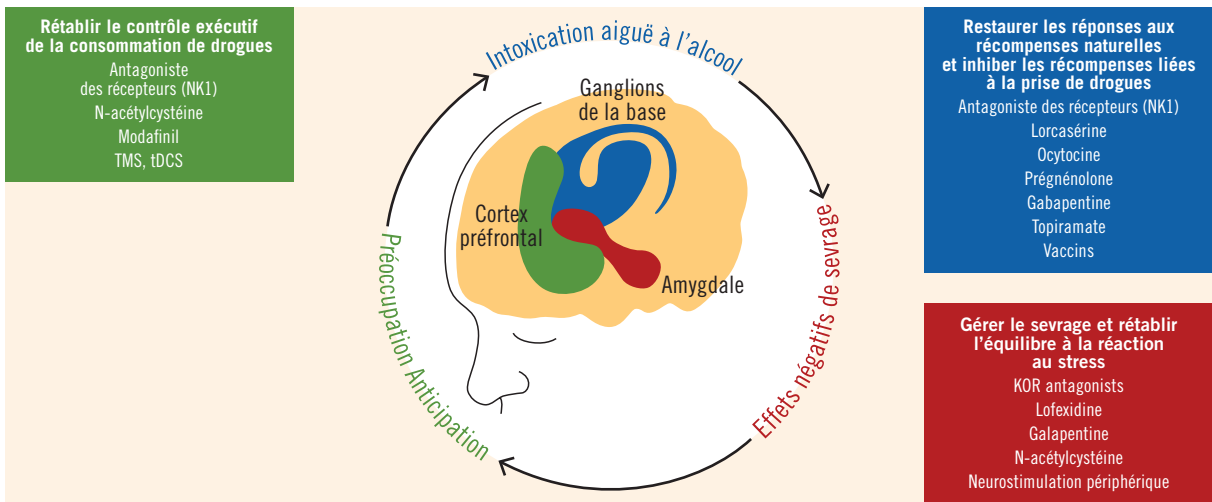 Rétablir le contrôle exécutif
de la consommation de drogues
Antagoniste
des récepteurs (NK1)
N-acétylcystéine
Modafinil
TMS, tDCS
Intoxication aiguë à l'alcool
Ganglions
de la base
Cortex
préfrontal
Amygdale
Préoccupation Anticipation
Effets négatifs de sevrage
Restaurer les réponses aux
récompenses naturelles
et inhiber les récompenses liées
à la prise de drogues
Antagoniste des récepteurs (NK1)
Lorcasérine
Ocytocine
Prégnénolone
Gabapentine
Topiramate
Vaccins
Gérer le sevrage et rétablir
l'équilibre à la réaction
au stress
KOR antagonists
Lofexidine
Galapentine
N-acétylcystéine
Neurostimulation périphérique